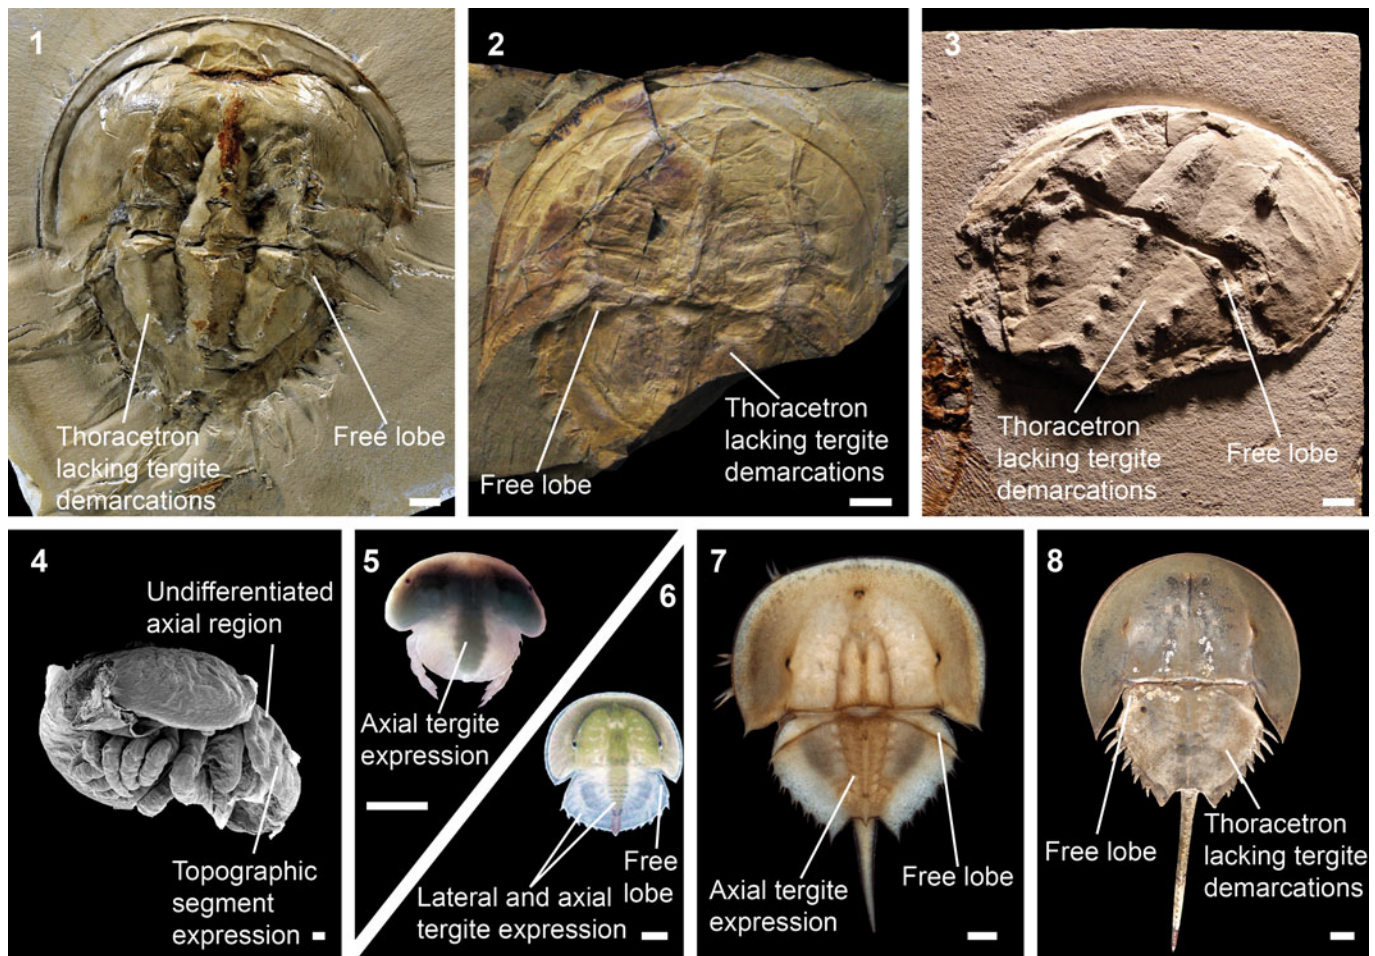 1
Thoracetron
lacking tergite
demarcations
Free lobe
2
Free lobe
Thoracetron
lacking tergite
demarcations
3
Thoracetron
lacking tergite
demarcations
Free lobe
4
Undifferentiated
axial region
Topographic
segment
expression
5
Axial tergite
expression
6
Lateral and axial
tergite expression
Free
lobe
7
Axial tergite
expression
Free lobe
8
Free lobe
Thoracetron
lacking tergite
demarcations